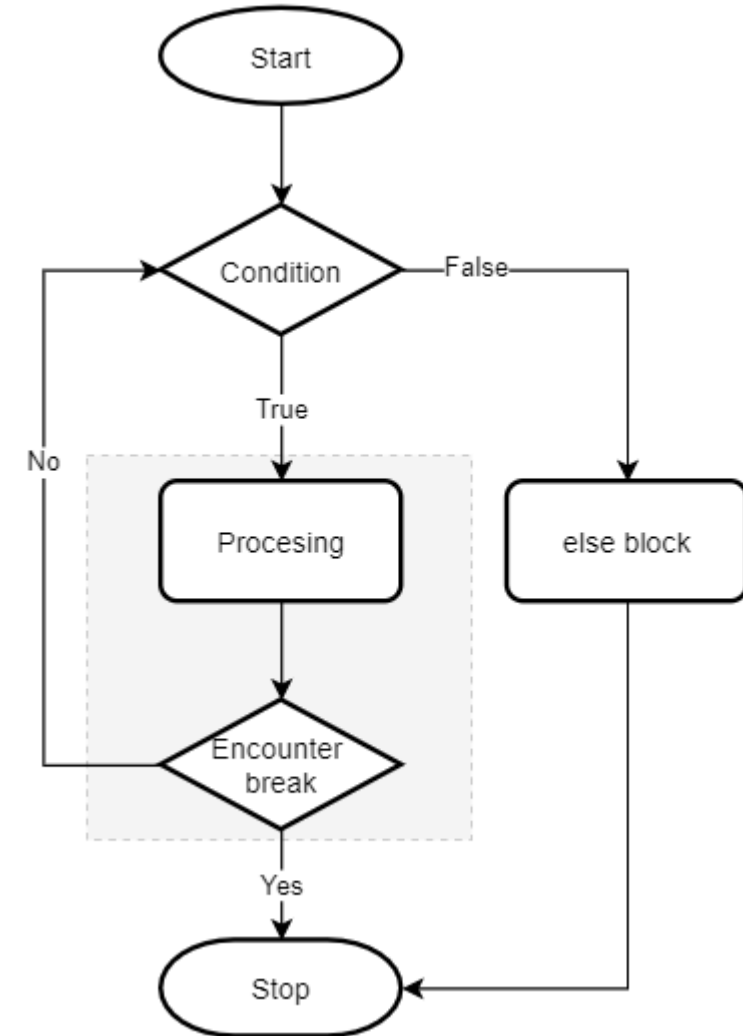 Start
Condition
False
True
No
Procesing
else block
Encounter
break
Yes
Stop